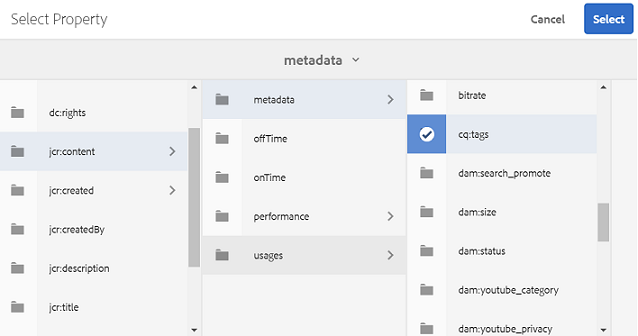 Select Property
Cancel
Select
metadata
dc:rights
jcr:content
jcr:created
jcr:createdBy
jcr:description
jcr:title
metadata
offTime
onTime
performance
usages
bitrate
cq:tags
dam:search_promote
dam:size
dam:status
dam:youtube_category
dam:youtube_privacy